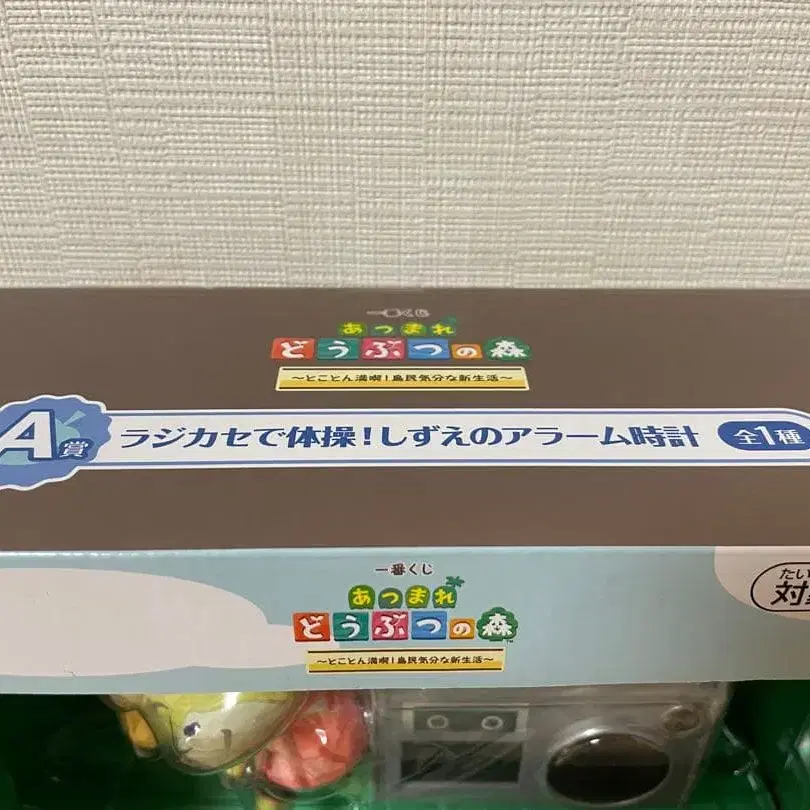 一番くじ
あつまれ
どうぶつの森
～とことん満喫！島民気分な新生活～
A賞 ラジカセで体操！しずえのアラーム時計 全1種
一番くじ
あつまれ
どうぶつの森
～とことん満喫！島民気分な新生活～
たい